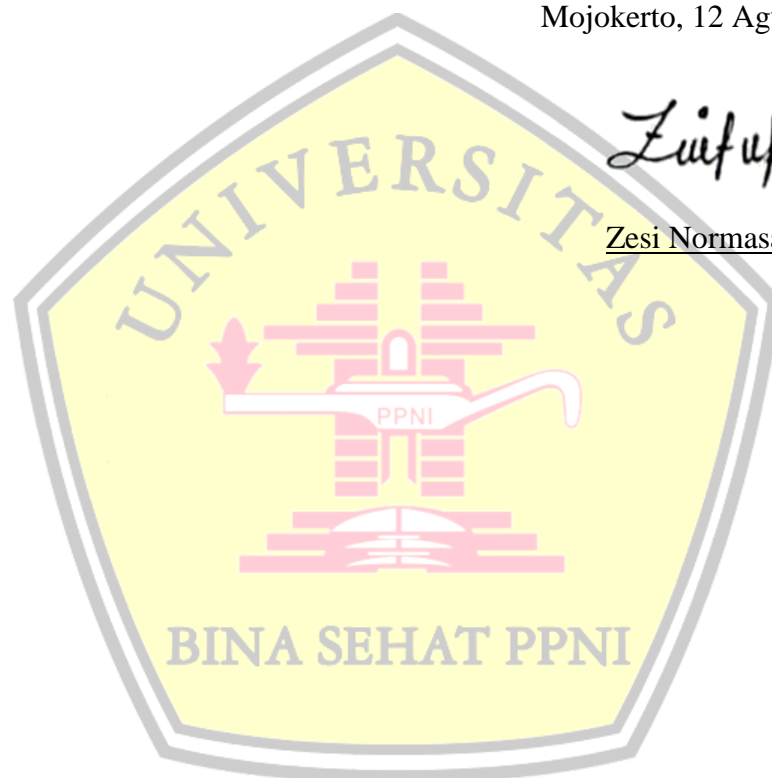 Mojokerto, 12 Ag
Zesi Normas
UNIVERSITAS
PPNI
BINA SEHAT PPNI